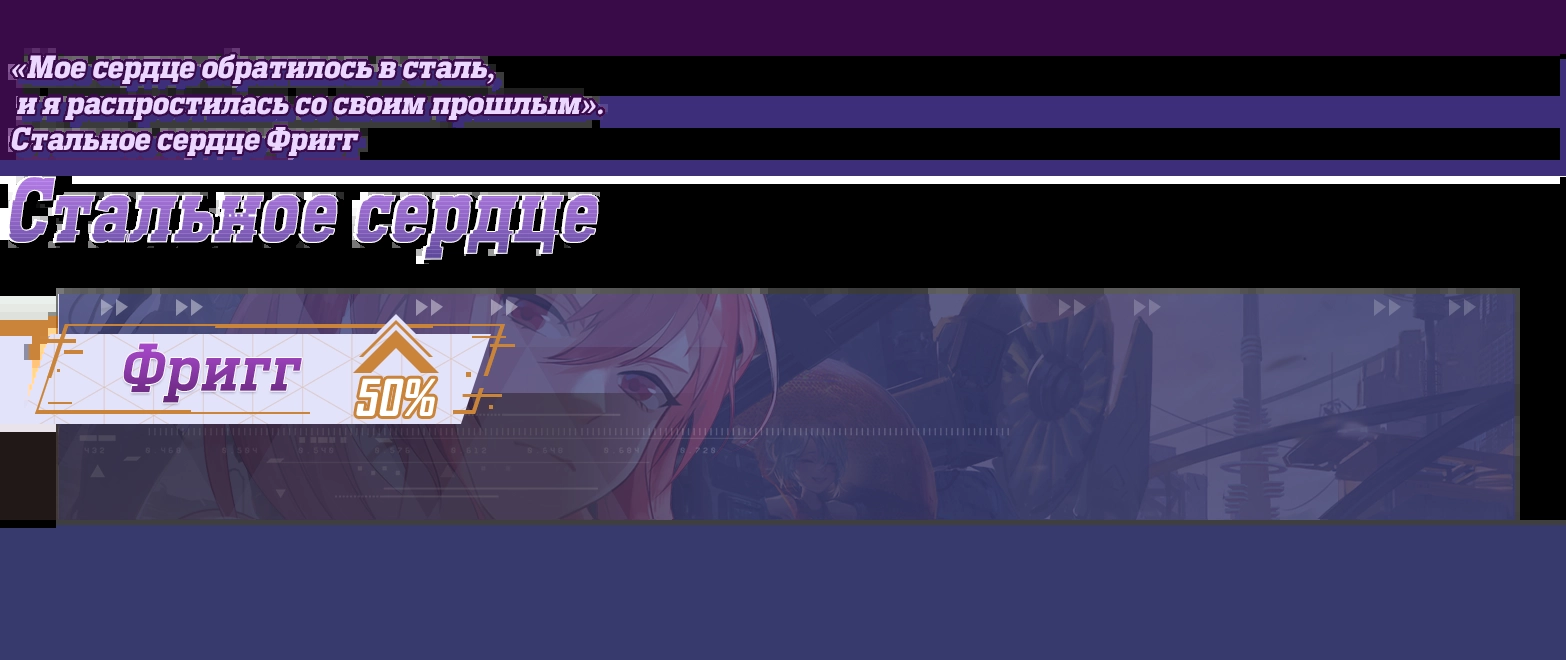 «Мое сердце обратилось в сталь,
и я распростилась со своим прошлым».
Стальное сердце Фригг
Стальное сердце
Фригг
50%